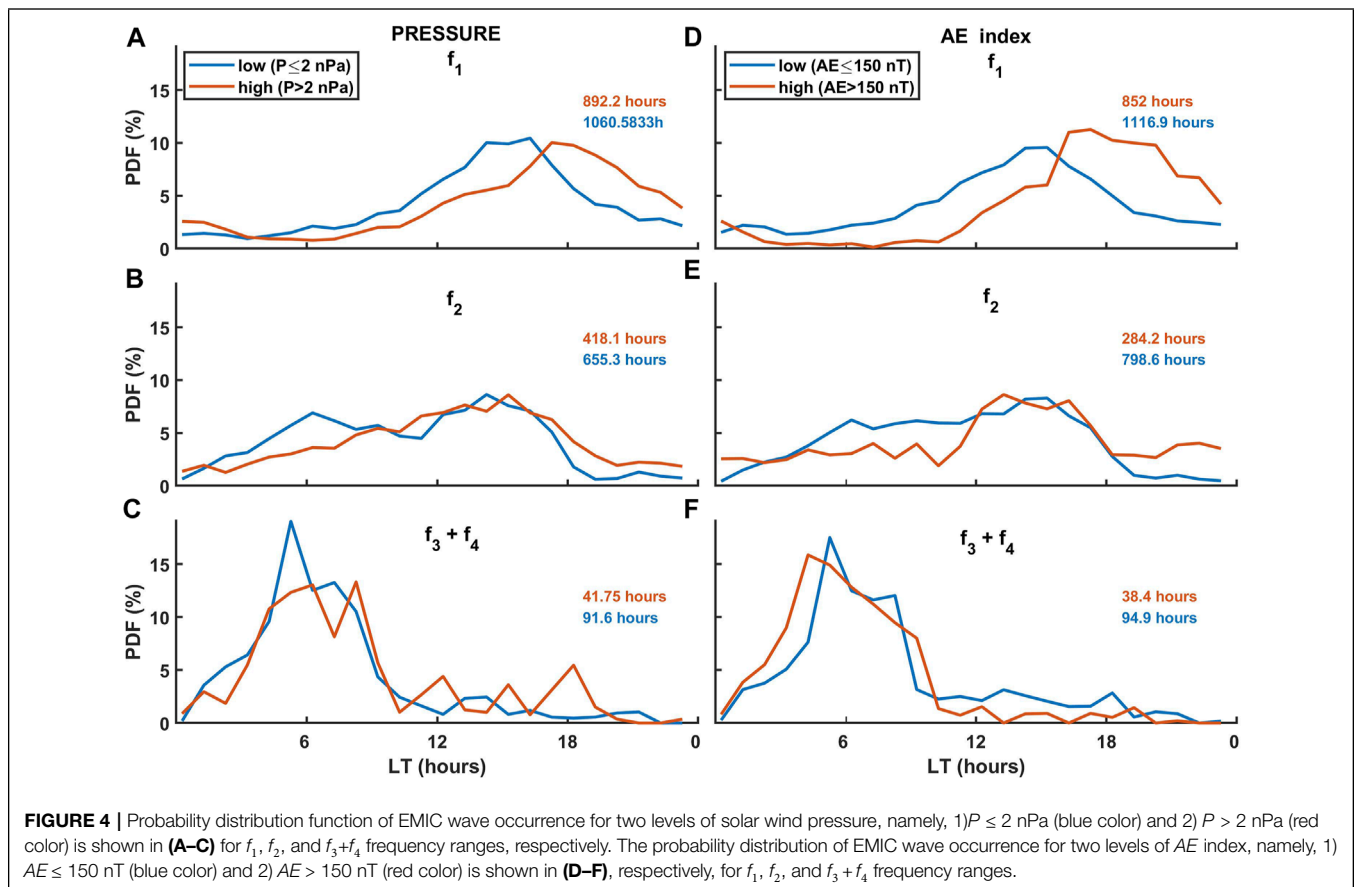 A
PRESSURE
f1
low (P≤2 nPa)
high (P>2 nPa)
892.2 hours
1060.5833h
PDF (%)
15
10
5
0
D
AE index
f1
low (AE≤150 nT)
high (AE>150 nT)
852 hours
1116.9 hours
B
f2
418.1 hours
655.3 hours
PDF (%)
15
10
5
0
E
f2
284.2 hours
798.6 hours
C
f3 + f4
41.75 hours
91.6 hours
PDF (%)
15
10
5
0
6
12
18
0
LT (hours)
F
f3 + f4
38.4 hours
94.9 hours
6
12
18
0
LT (hours)
FIGURE 4 | Probability distribution function of EMIC wave occurrence for two levels of solar wind pressure, namely, 1)P ≤ 2 nPa (blue color) and 2) P > 2 nPa (red
color) is shown in (A–C) for f1, f2, and f3+f4 frequency ranges, respectively. The probability distribution of EMIC wave occurrence for two levels of AE index, namely, 1)
AE ≤ 150 nT (blue color) and 2) AE > 150 nT (red color) is shown in (D–F), respectively, for f1, f2, and f3 + f4 frequency ranges.